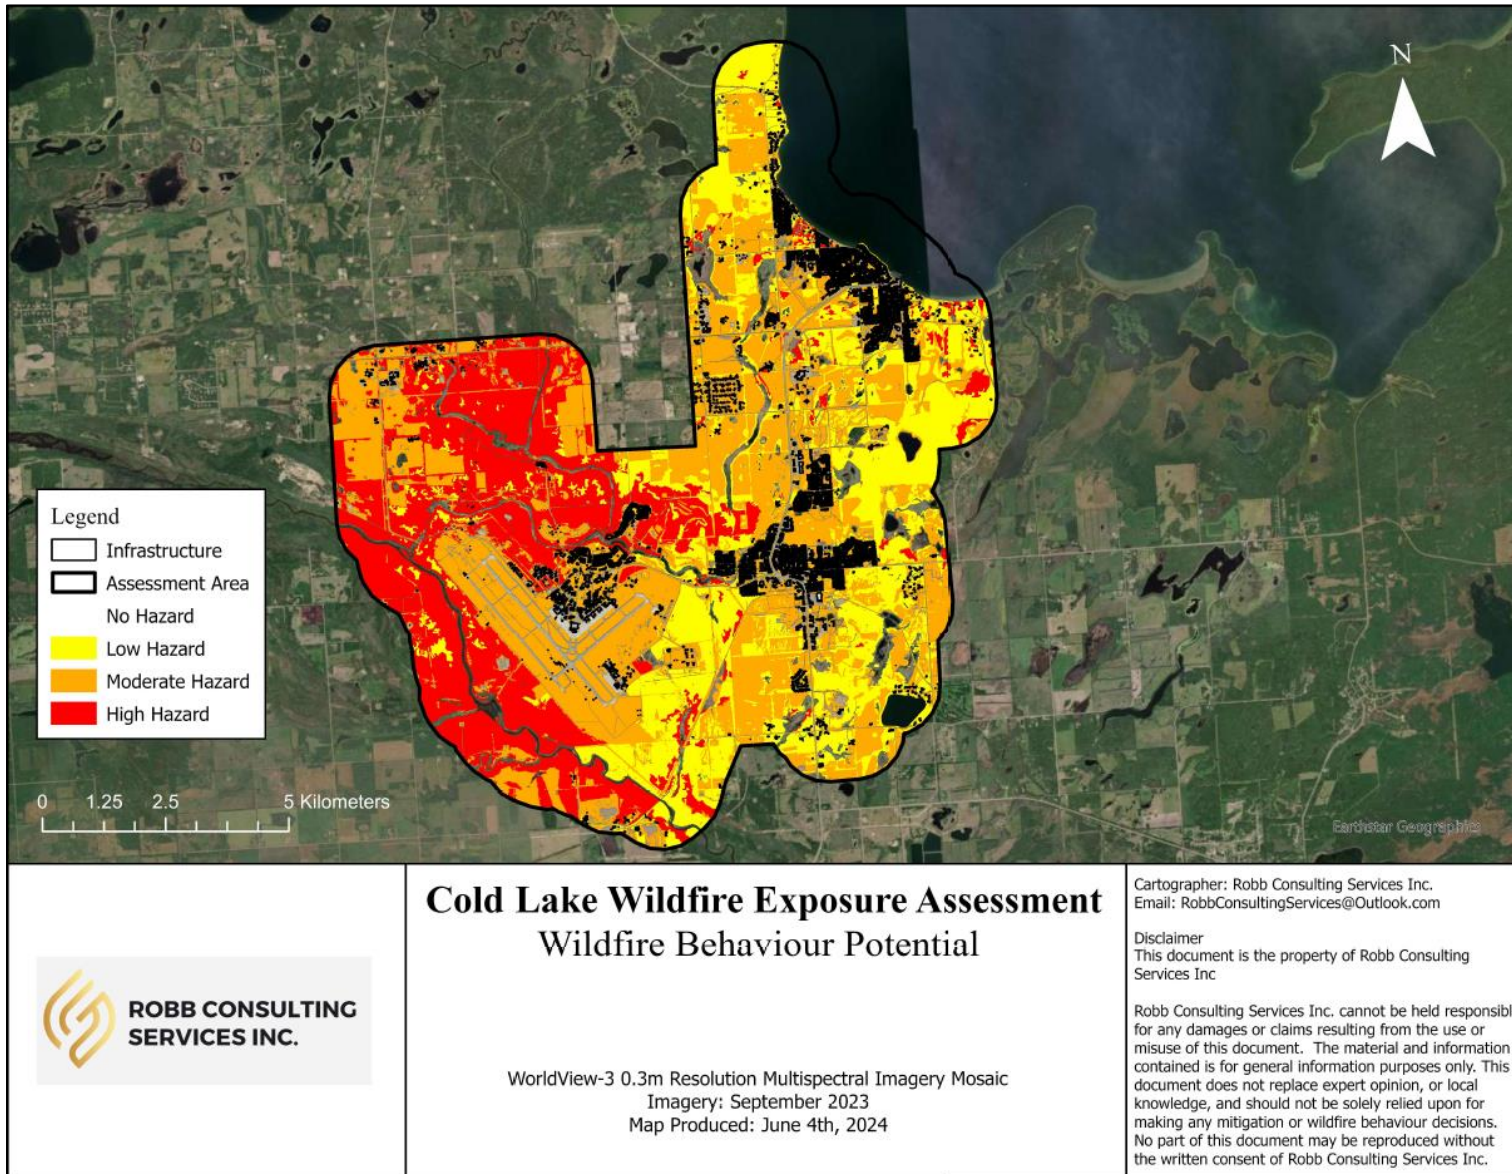 N
Legend
Infrastructure
Assessment Area
No Hazard
Low Hazard
Moderate Hazard
High Hazard
0 1.25 2.5 5 Kilometers
Earthstar Geographics
ROBB CONSULTING
SERVICES INC.
Cold Lake Wildfire Exposure Assessment
Wildfire Behaviour Potential
WorldView-3 0.3m Resolution Multispectral Imagery Mosaic
Imagery: September 2023
Map Produced: June 4th, 2024
Cartographer: Robb Consulting Services Inc.
Email: RobbConsultingServices@Outlook.com
Disclaimer
This document is the property of Robb Consulting
Services Inc
Robb Consulting Services Inc. cannot be held responsibl
for any damages or claims resulting from the use or
misuse of this document. The material and information
contained is for general information purposes only. This
document does not replace expert opinion, or local
knowledge, and should not be solely relied upon for
making any mitigation or wildfire behaviour decisions.
No part of this document may be reproduced without
the written consent of Robb Consulting Services Inc.